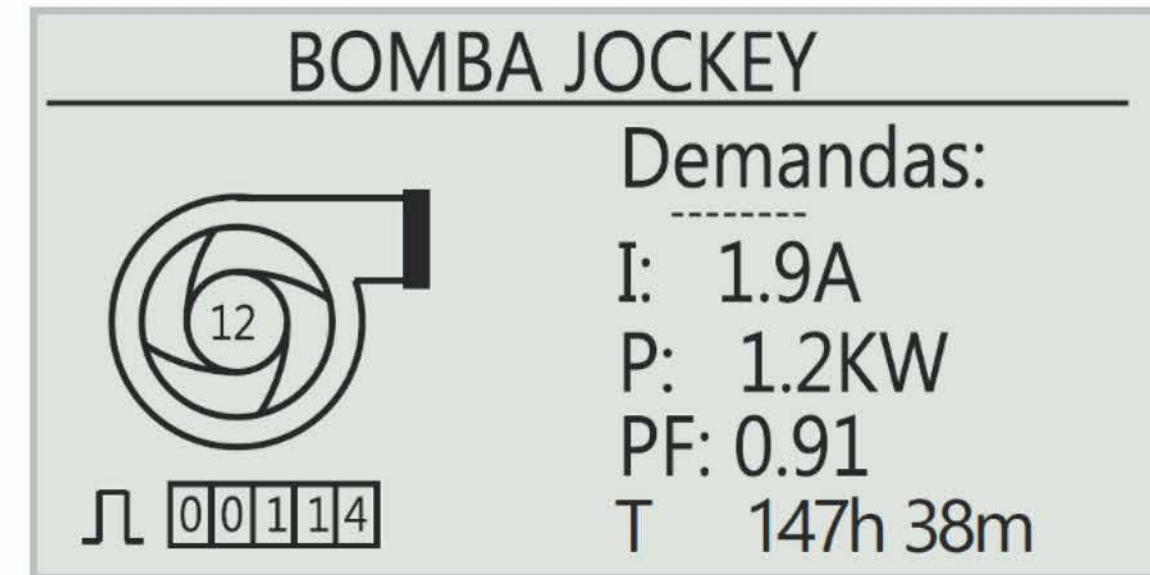 BOMBA JOCKEY
Demandas:
--------
I: 1.9A
P: 1.2KW
PF: 0.91
T 147h 38m
12
00114